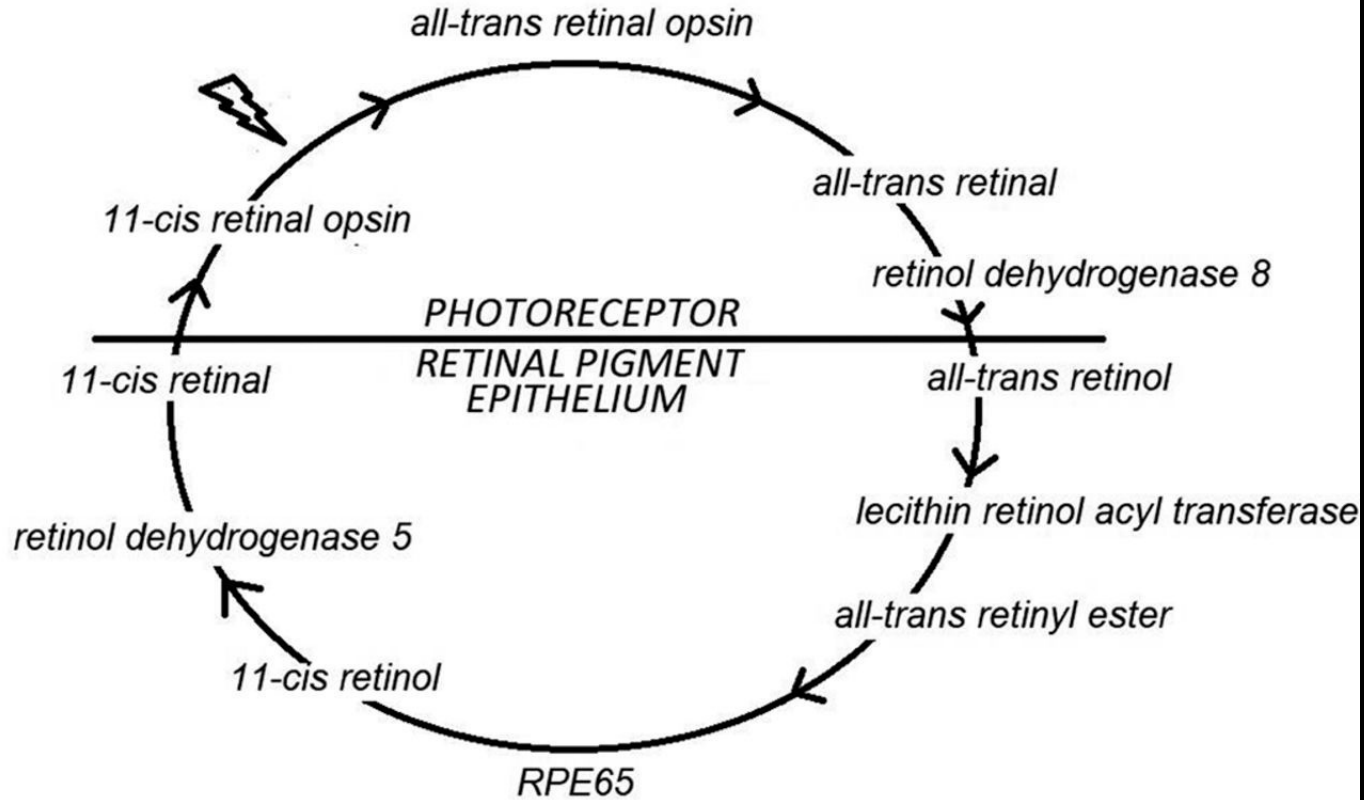 all-trans retinal opsin
all-trans retinal
11-cis retinal opsin
retinol dehydrogenase 8
PHOTORECEPTOR
RETINAL PIGMENT
EPITHELIUM
11-cis retinal
all-trans retinol
lecithin retinol acyl transferase
retinol dehydrogenase 5
all-trans retinyl ester
11-cis retinol
RPE65